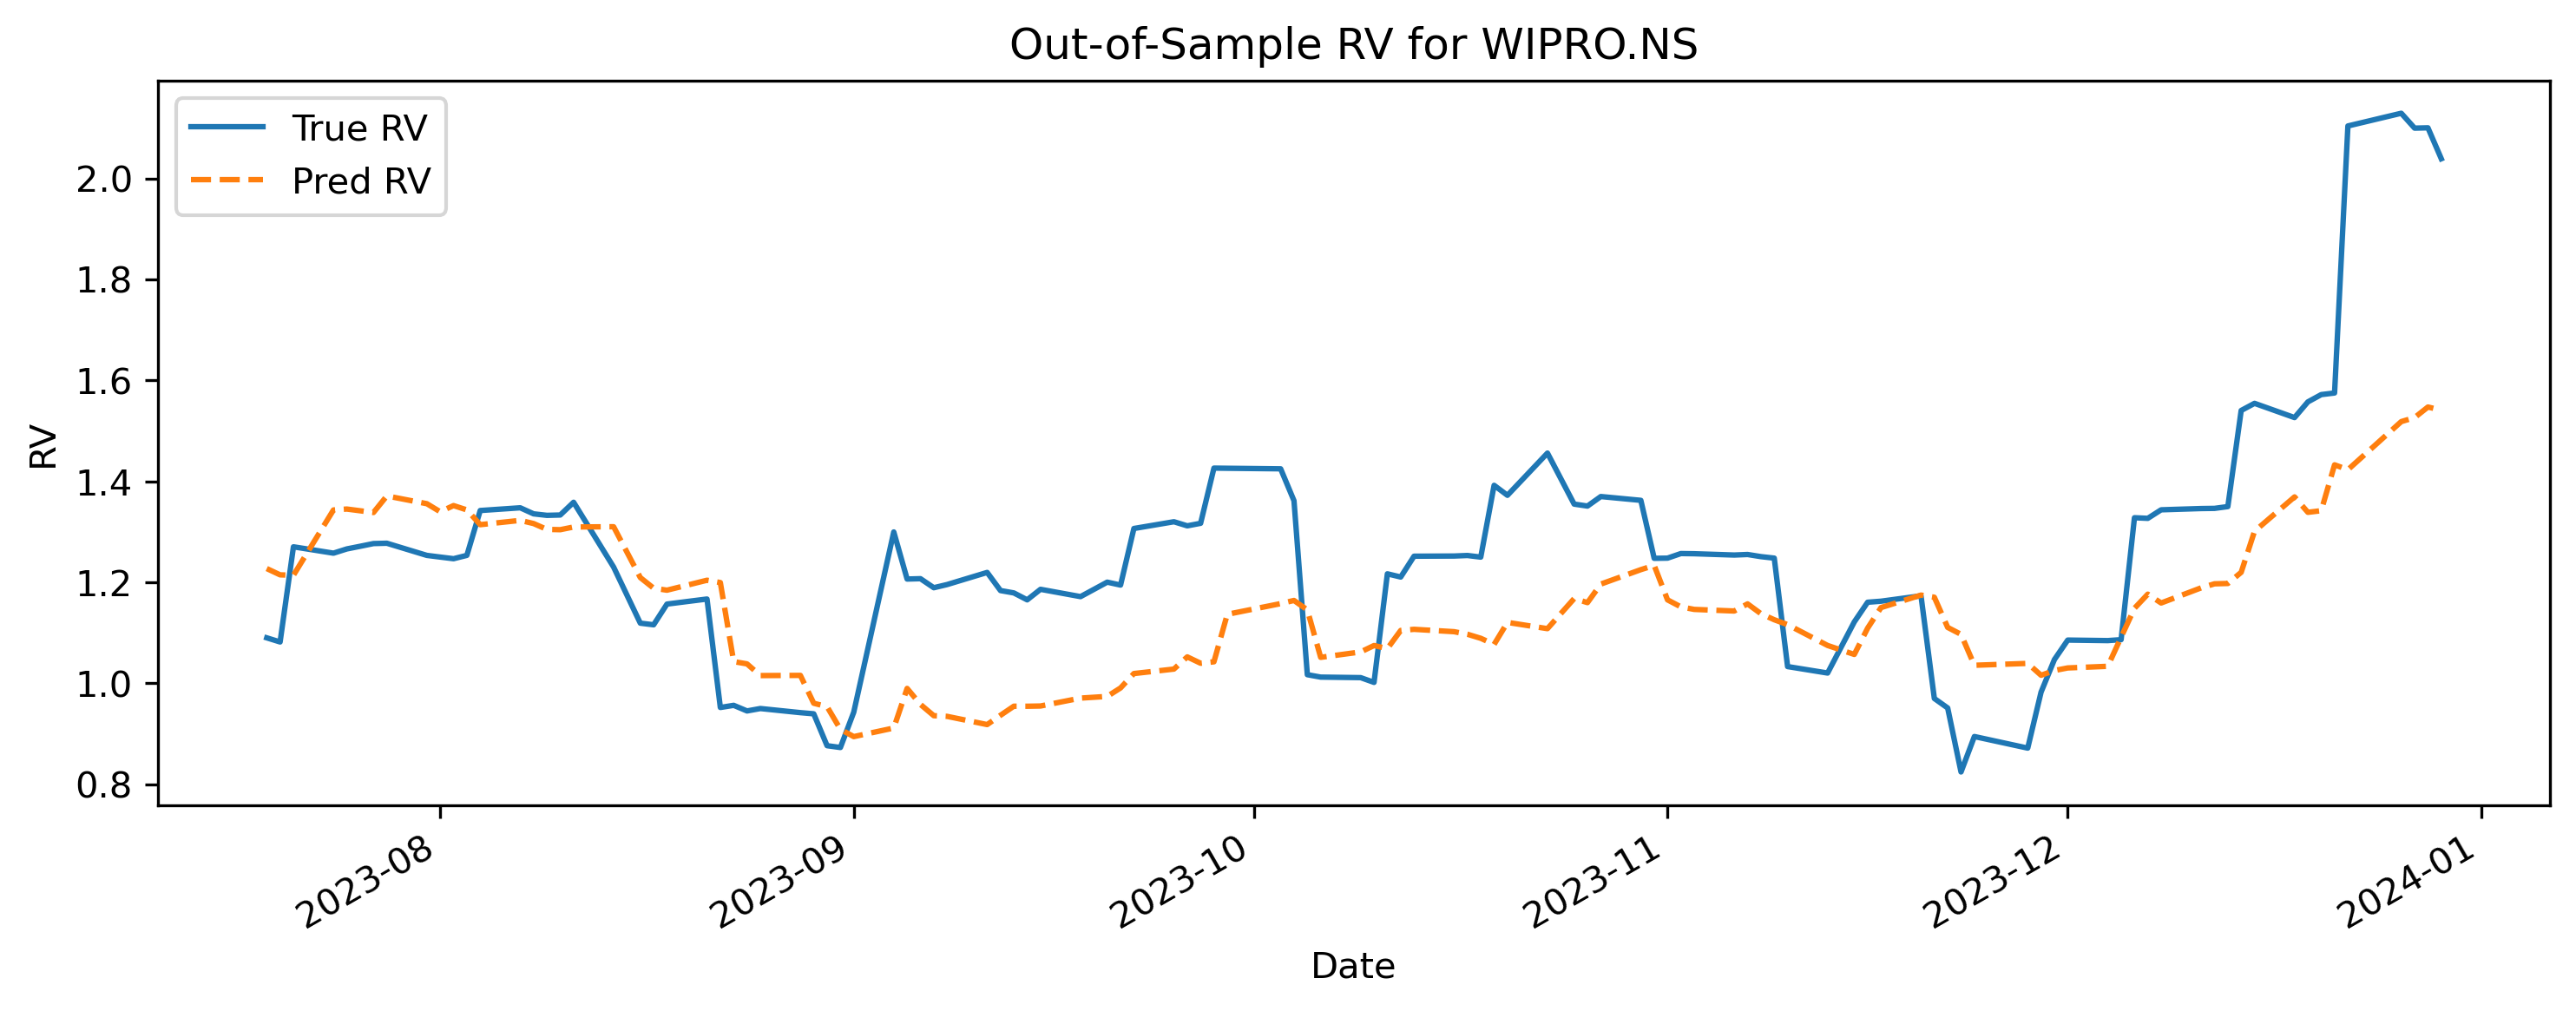 Out-of-Sample RV for WIPRO.NS
True RV
Pred RV
2.0
1.8
1.6
1.4
1.2
1.0
0.8
RV
2023-08
2023-09
2023-10
2023-11
2023-12
2024-01
Date